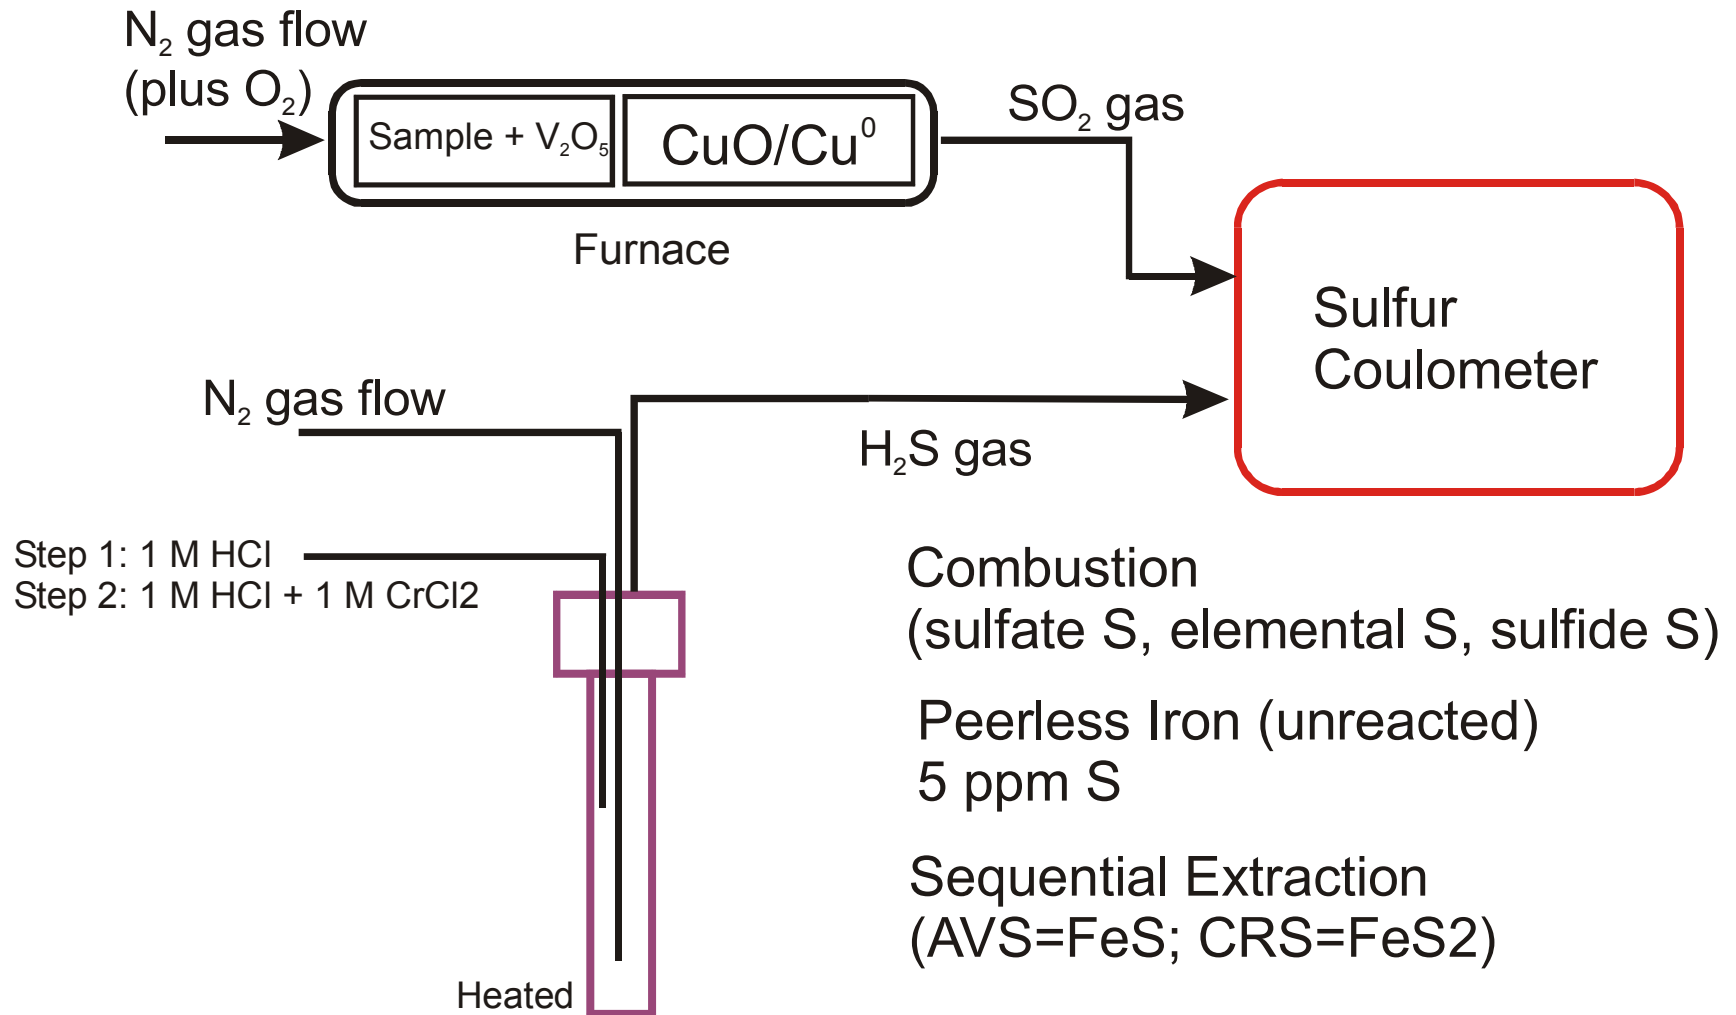 N₂ gas flow
(plus O₂)
Sample + V₂O₅
CuO/Cu⁰
SO₂ gas
Furnace
Sulfur
Coulometer
N₂ gas flow
H₂S gas
Step 1: 1 M HCl
Step 2: 1 M HCl + 1 M CrCl2
Combustion
(sulfate S, elemental S, sulfide S)
Peerless Iron (unreacted)
5 ppm S
Sequential Extraction
(AVS=FeS; CRS=FeS2)
Heated